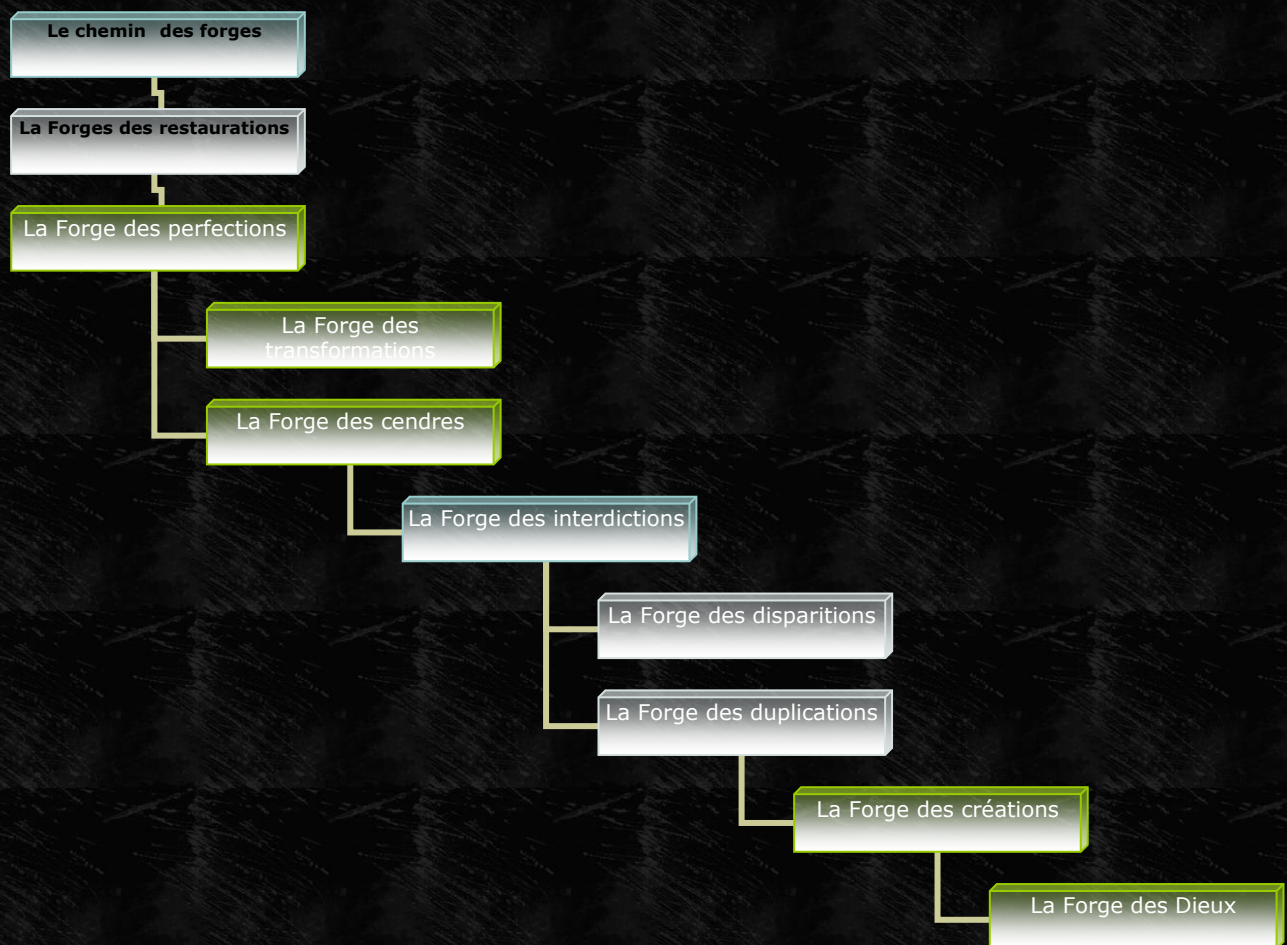 Le chemin  des forges
La Forges des restaurations
La Forge des perfections
La Forge des
transformations
La Forge des cendres
La Forge des interdictions
La Forge des disparitions
La Forge des duplications
La Forge des créations
La Forge des Dieux